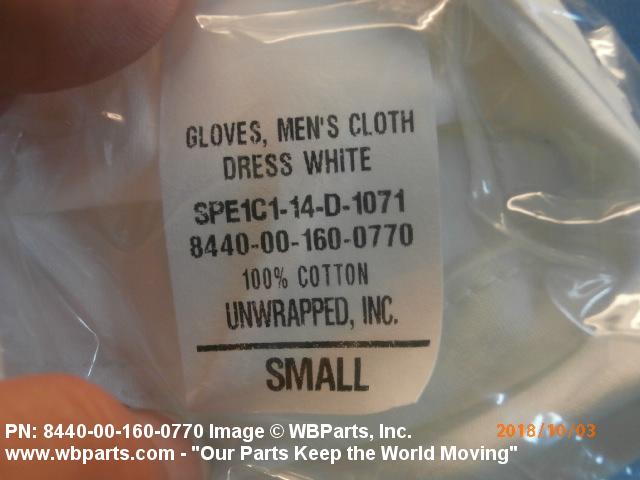 GLOVES, MEN'S CLOTH
DRESS WHITE
SPE1C1-14-D-1071
8440-00-160-0770
100% COTTON
UNWRAPPED, INC.
SMALL
PN: 8440-00-160-0770 Image © WBParts, Inc.
2018/10/03
www.wbparts.com - "Our Parts Keep the World Moving"